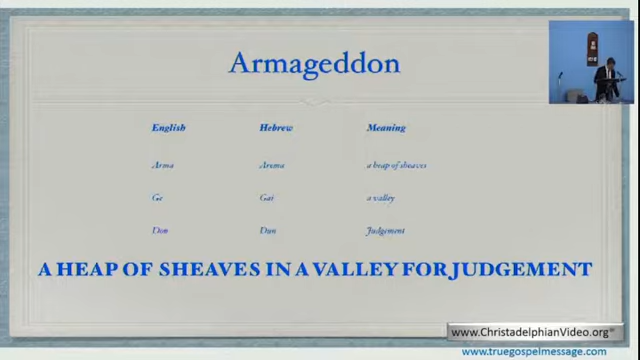 Armageddon
English Hebrew Meaning
Arma Arema a heap of sheaves
Ge Gai a valley
Don Dun Judgement
A HEAP OF SHEAVES IN A VALLEY FOR JUDGEMENT
www.ChristadelphianVideo.org
www.truegospelmessage.com